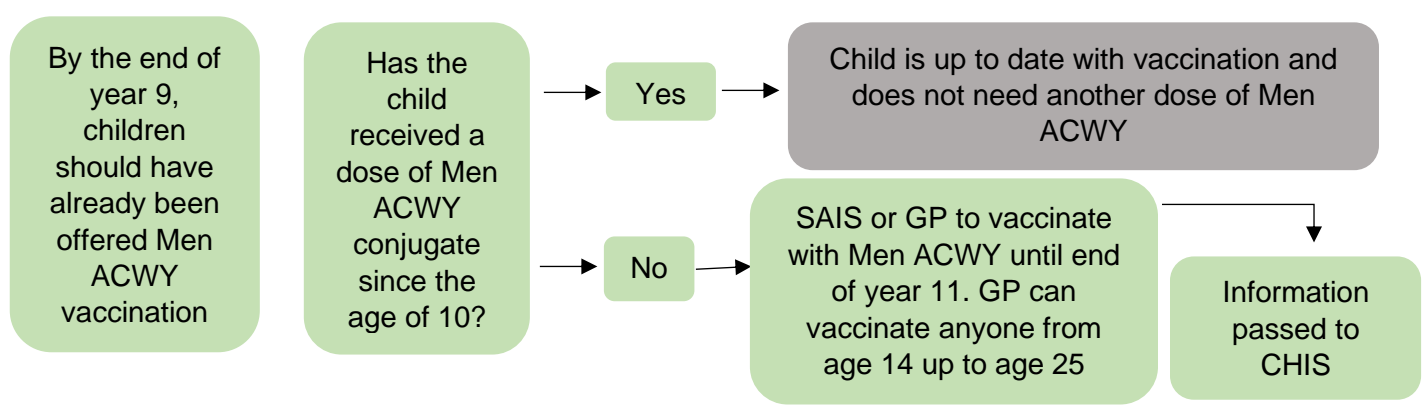 By the end of
year 9,
children
should have
already been
offered Men
ACWY
vaccination
Has the
child
received a
dose of Men
ACWY
conjugate
since the
age of 10?
Yes
Child is up to date with vaccination and
does not need another dose of Men
ACWY
No
SAIS or GP to vaccinate
with Men ACWY until end
of year 11. GP can
vaccinate anyone from
age 14 up to age 25
Information
passed to
CHIS